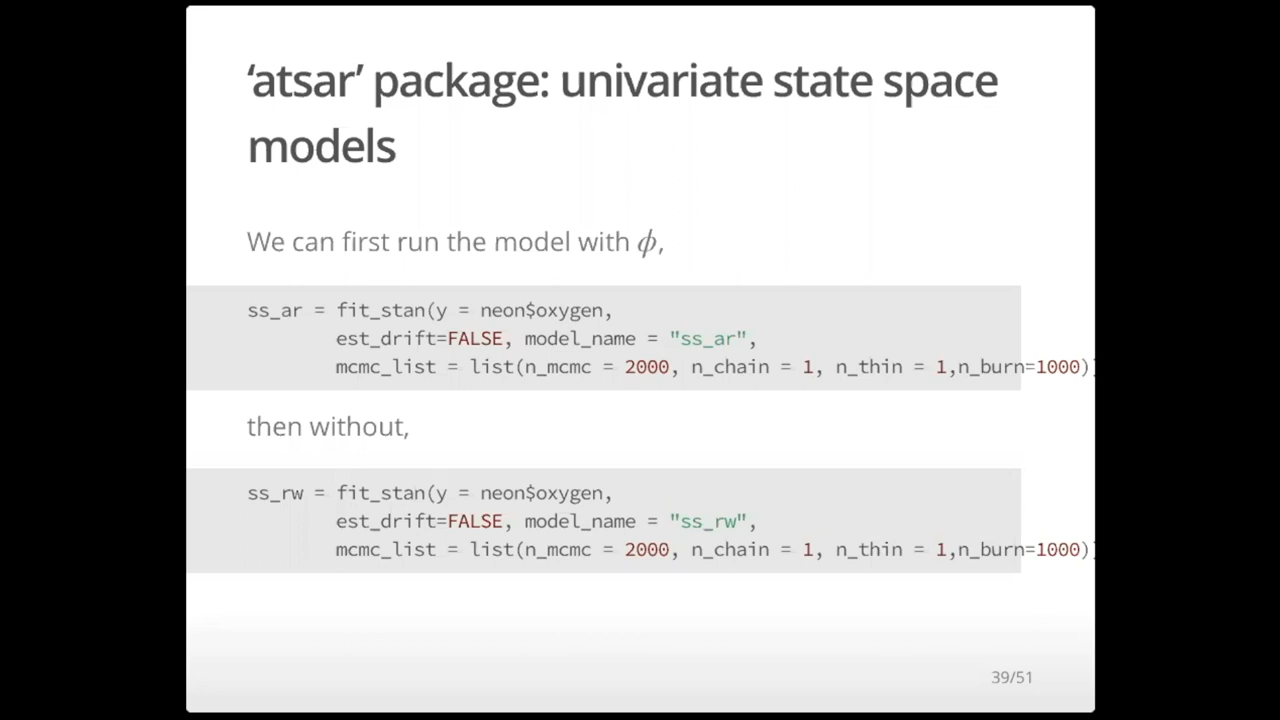 ‘atsar’ package: univariate state space
models
We can first run the model with ϕ,
ss_ar = fit_stan(y = neon$oxygen,
est_drift=FALSE, model_name = "ss_ar",
mcmc_list = list(n_mcmc = 2000, n_chain = 1, n_thin = 1,n_burn=1000))
then without,
ss_rw = fit_stan(y = neon$oxygen,
est_drift=FALSE, model_name = "ss_rw",
mcmc_list = list(n_mcmc = 2000, n_chain = 1, n_thin = 1,n_burn=1000))
39/51